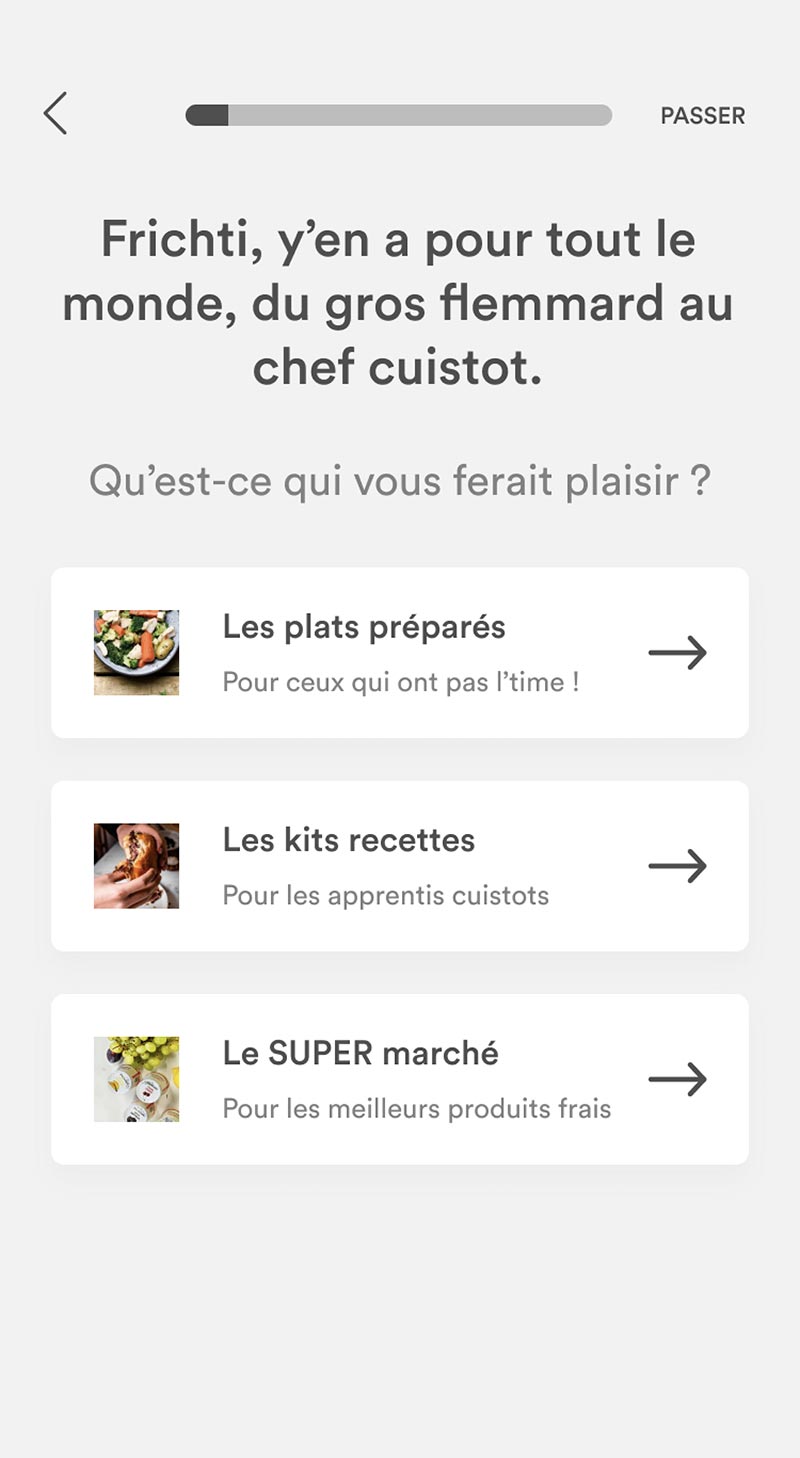 PASSER
Frichti, y’en a pour tout le
monde, du gros flemmard au
chef cuistot.
Qu’est-ce qui vous ferait plaisir ?
Les plats préparés
Pour ceux qui ont pas l’time !
Les kits recettes
Pour les apprentis cuistots
Le SUPER marché
Pour les meilleurs produits frais